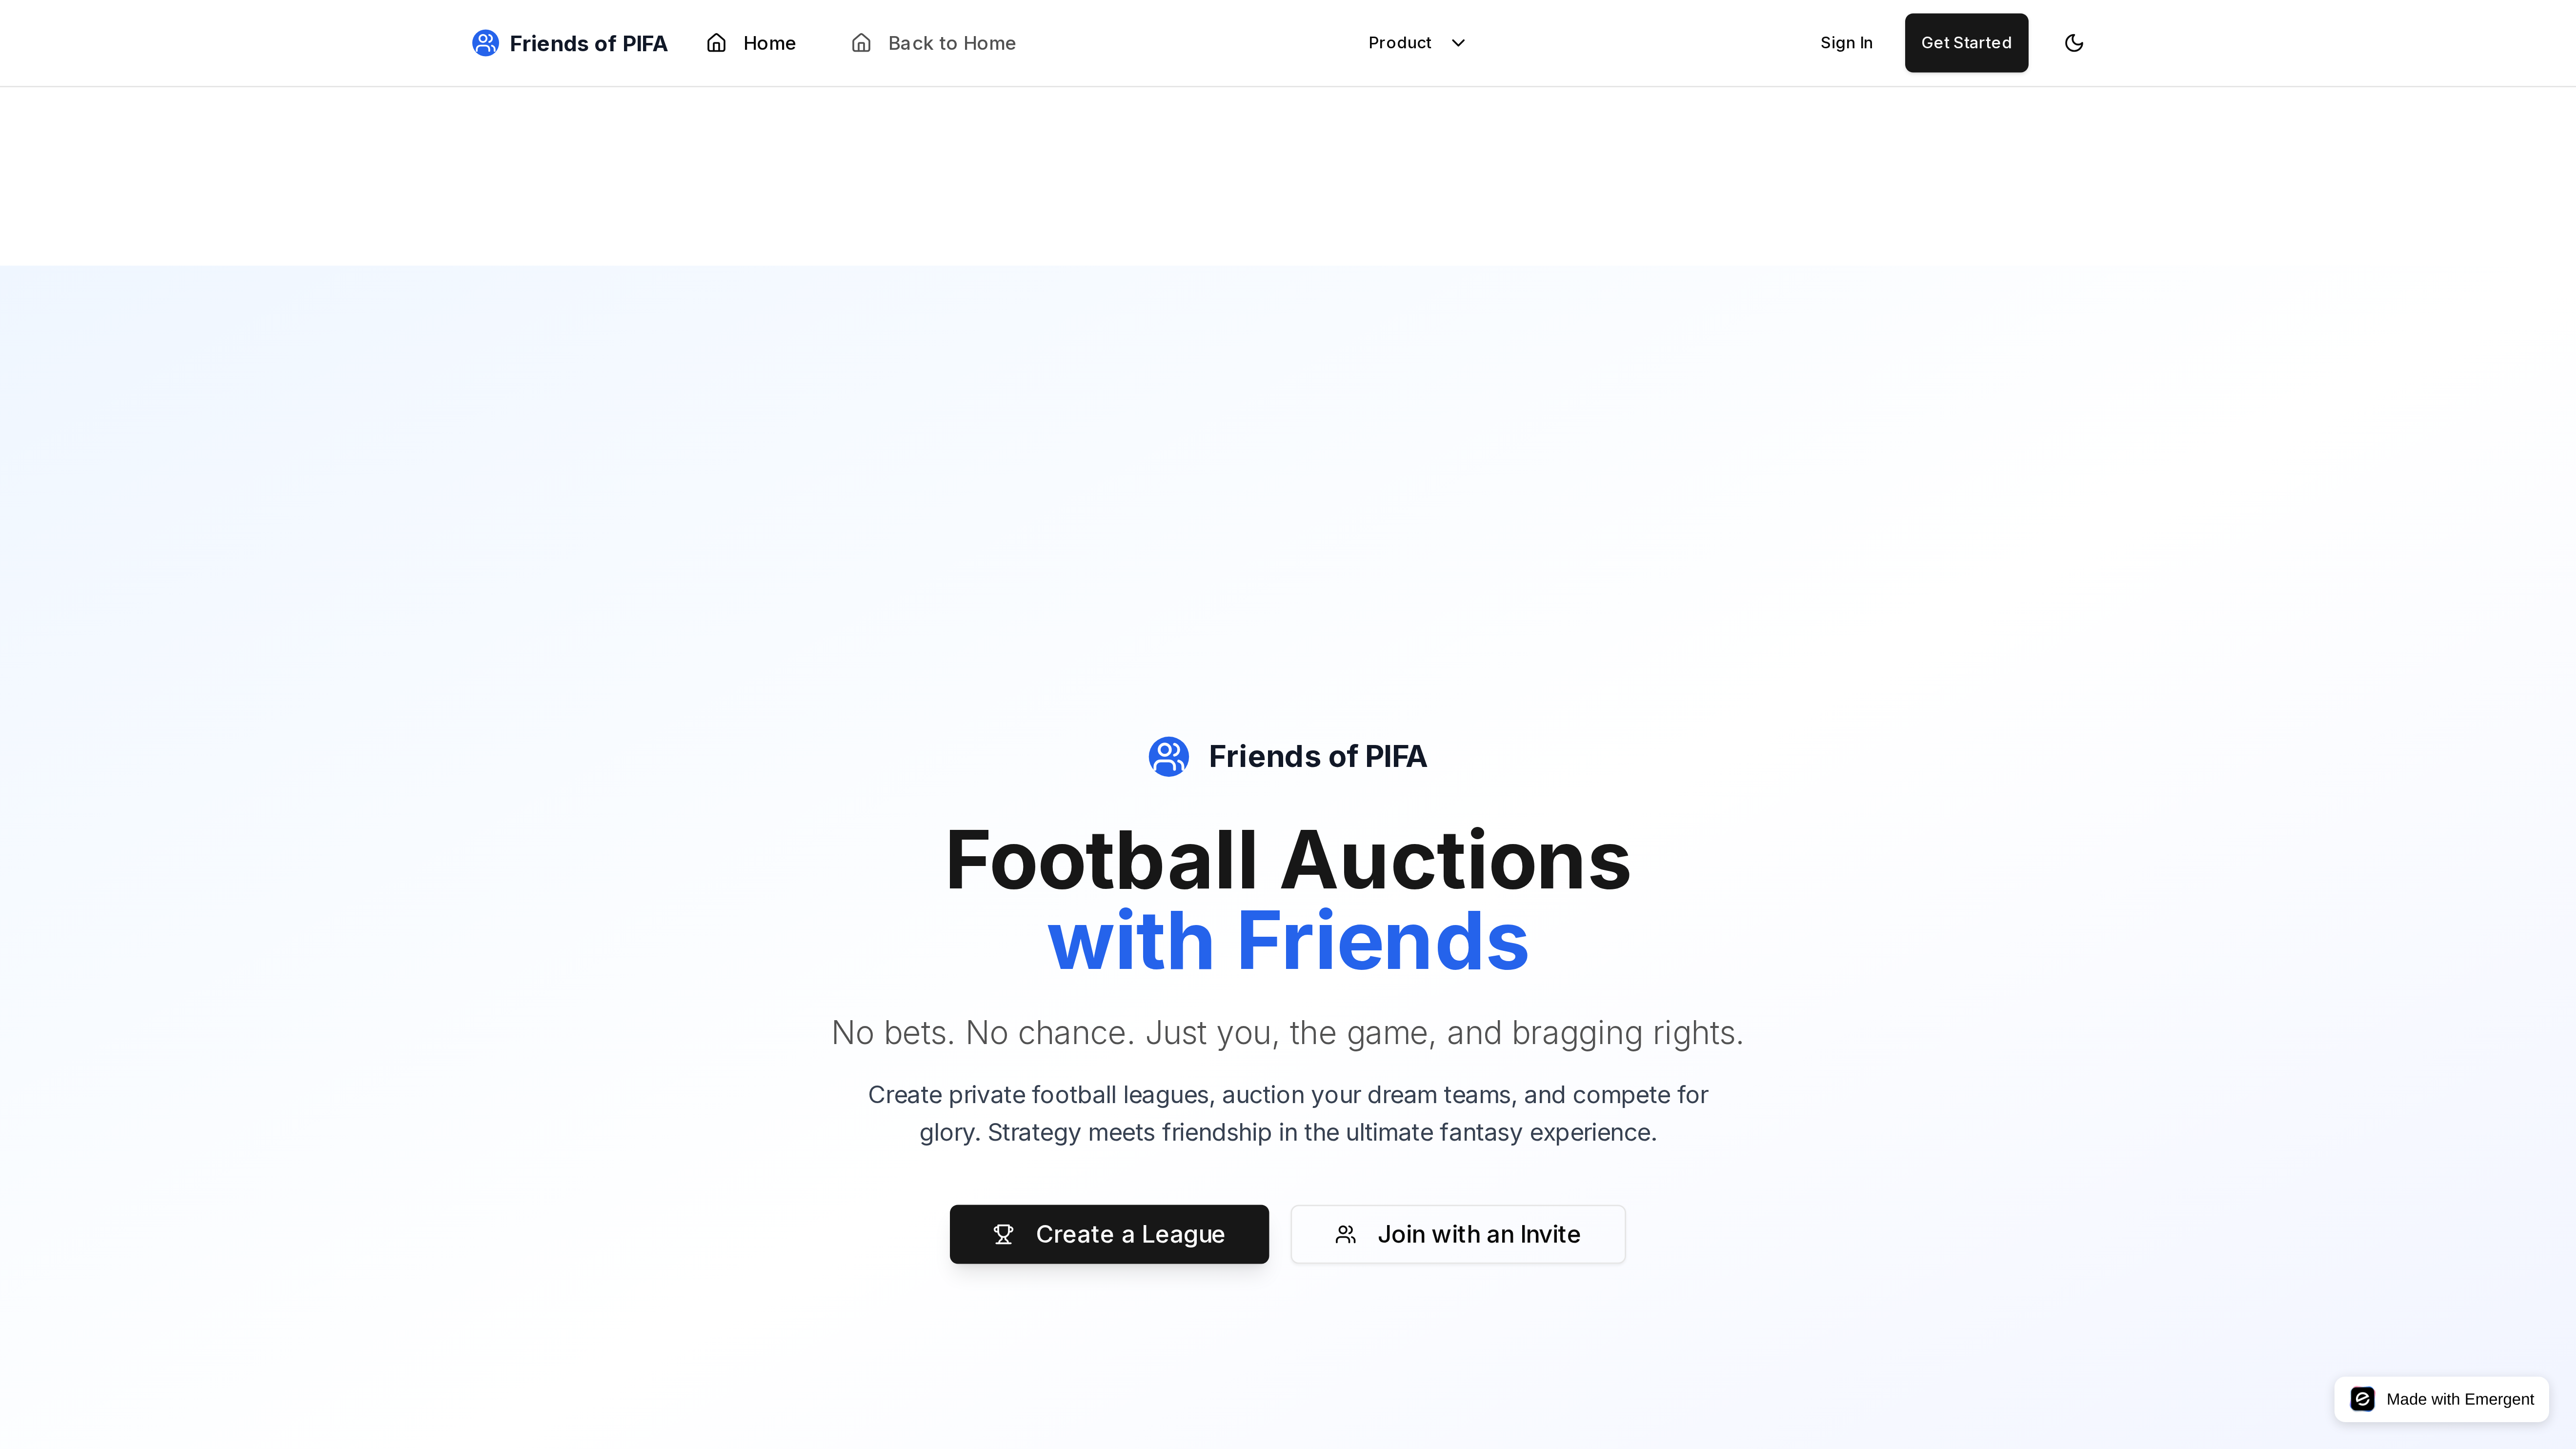 Friends of PIFA
Home
Back to Home
Product
Sign In
Get Started
Friends of PIFA
Football Auctions
with Friends
No bets. No chance. Just you, the game, and bragging rights.
Create private football leagues, auction your dream teams, and compete for
glory. Strategy meets friendship in the ultimate fantasy experience.
Create a League
Join with an Invite
Made with Emergent